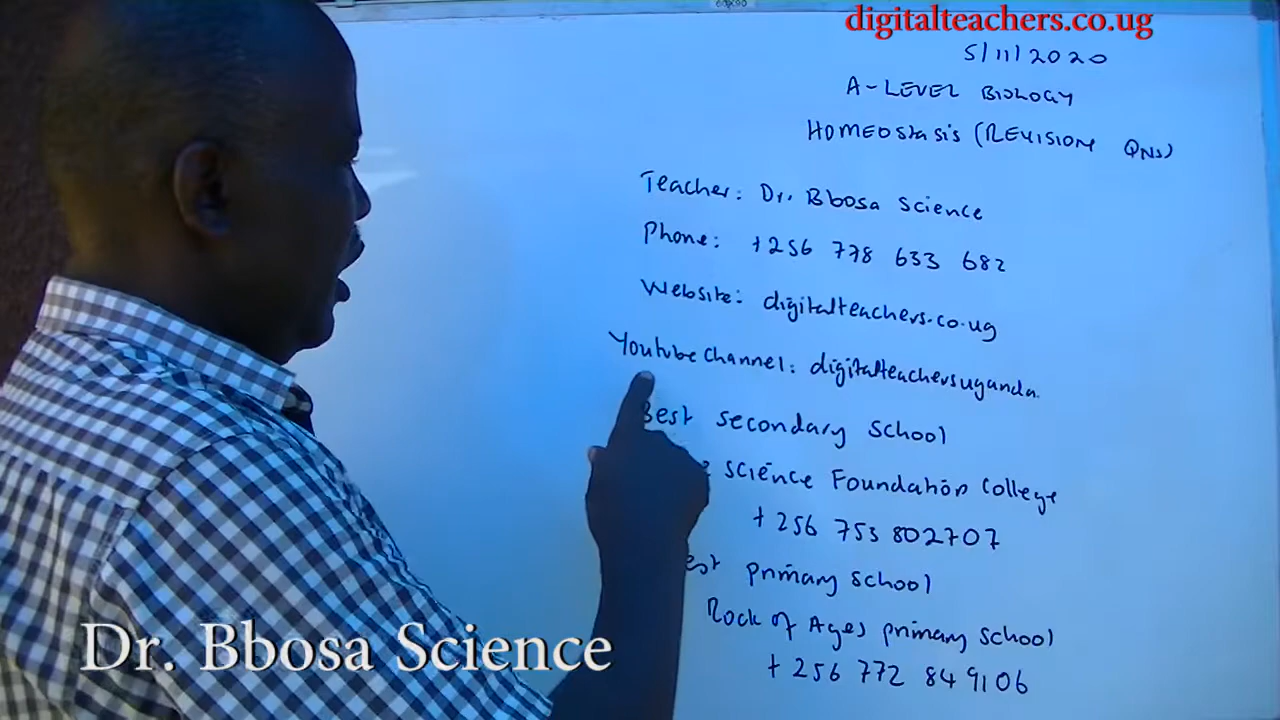 digitalteachers.co.ug
5/11/2020
A-LEVEL BIOLOGY
HOMEOstasis (REVISION QNS)
Teacher: Dr. Bbosa Science
Phone: +256 778 633 682
Website: digitalteachers.co.ug
Youtube Channel: digitalteachersuganda.
Best secondary school
science Foundation College
+256 753 802707
primary school
Rock of Ages primary school
+256 772 849106
Dr. Bbosa Science